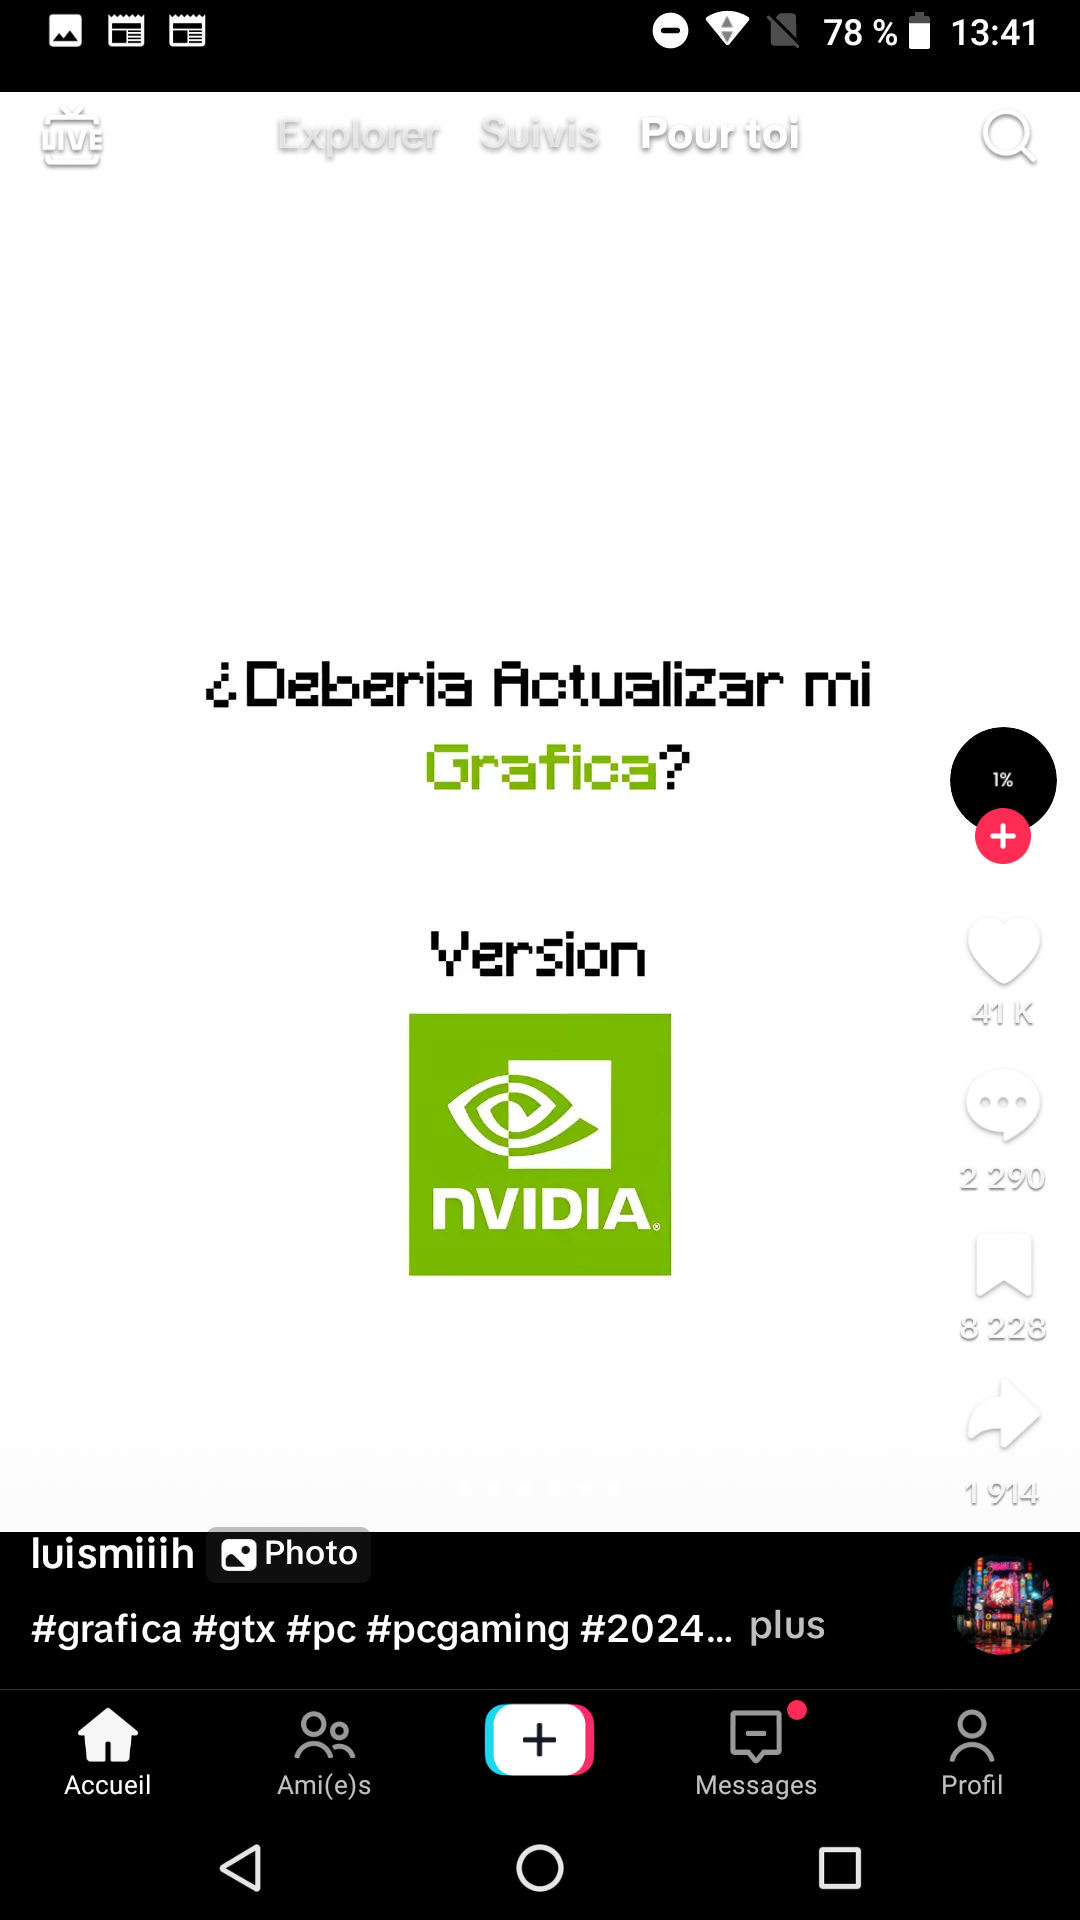 78 % 13:41
LIVE Explorer Suivis Pour toi
¿Deberia Actualizar mi
Grafica?
1%
Version
41 K
nVIDIA®
2 290
8 228
1 914
luismiiih Photo
#grafica #gtx #pc #pcgaming #2024... plus
Accueil Ami(e)s Messages Profil